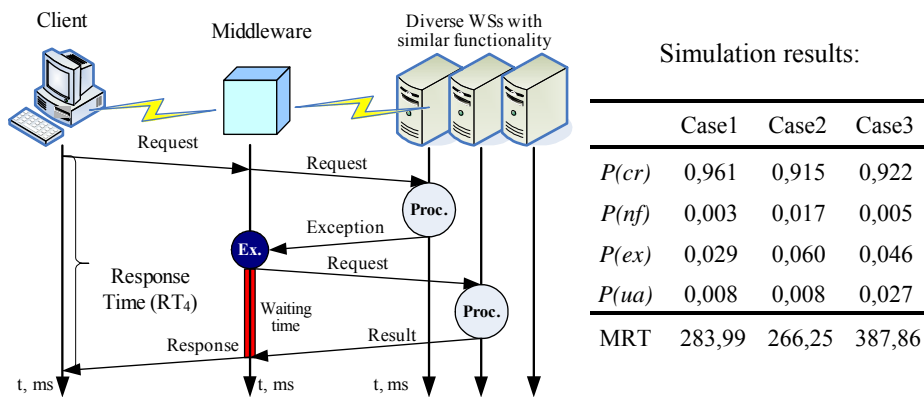 Client
Middleware
Diverse WSs with
similar functionality
Request
Request
Proc.
Exception
Ex.
Request
Response
Time (RT4)
Waiting
time
Proc.
Result
Response
t, ms
t, ms
t, ms
Simulation results:
Case1 Case2 Case3
P(cr) 0,961 0,915 0,922
P(nf) 0,003 0,017 0,005
P(ex) 0,029 0,060 0,046
P(ua) 0,008 0,008 0,027
MRT 283,99 266,25 387,86